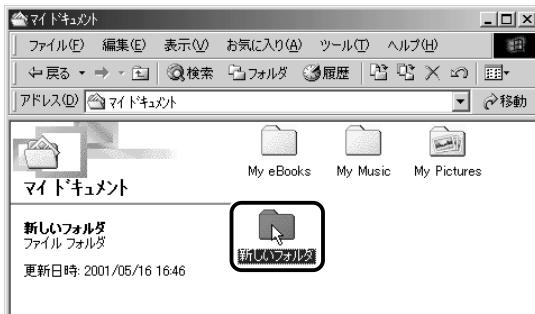 マイ ドキュメント
ファイル(F) 編集(E) 表示(V) お気に入り(A) ツール(T) ヘルプ(H)
戻る 検索 フォルダ 履歴
アドレス(D) マイ ドキュメント 移動
My eBooks My Music My Pictures
マイ ドキュメント
新しいフォルダ
ファイル フォルダ
新しいフォルダ
更新日時: 2001/05/16 16:46